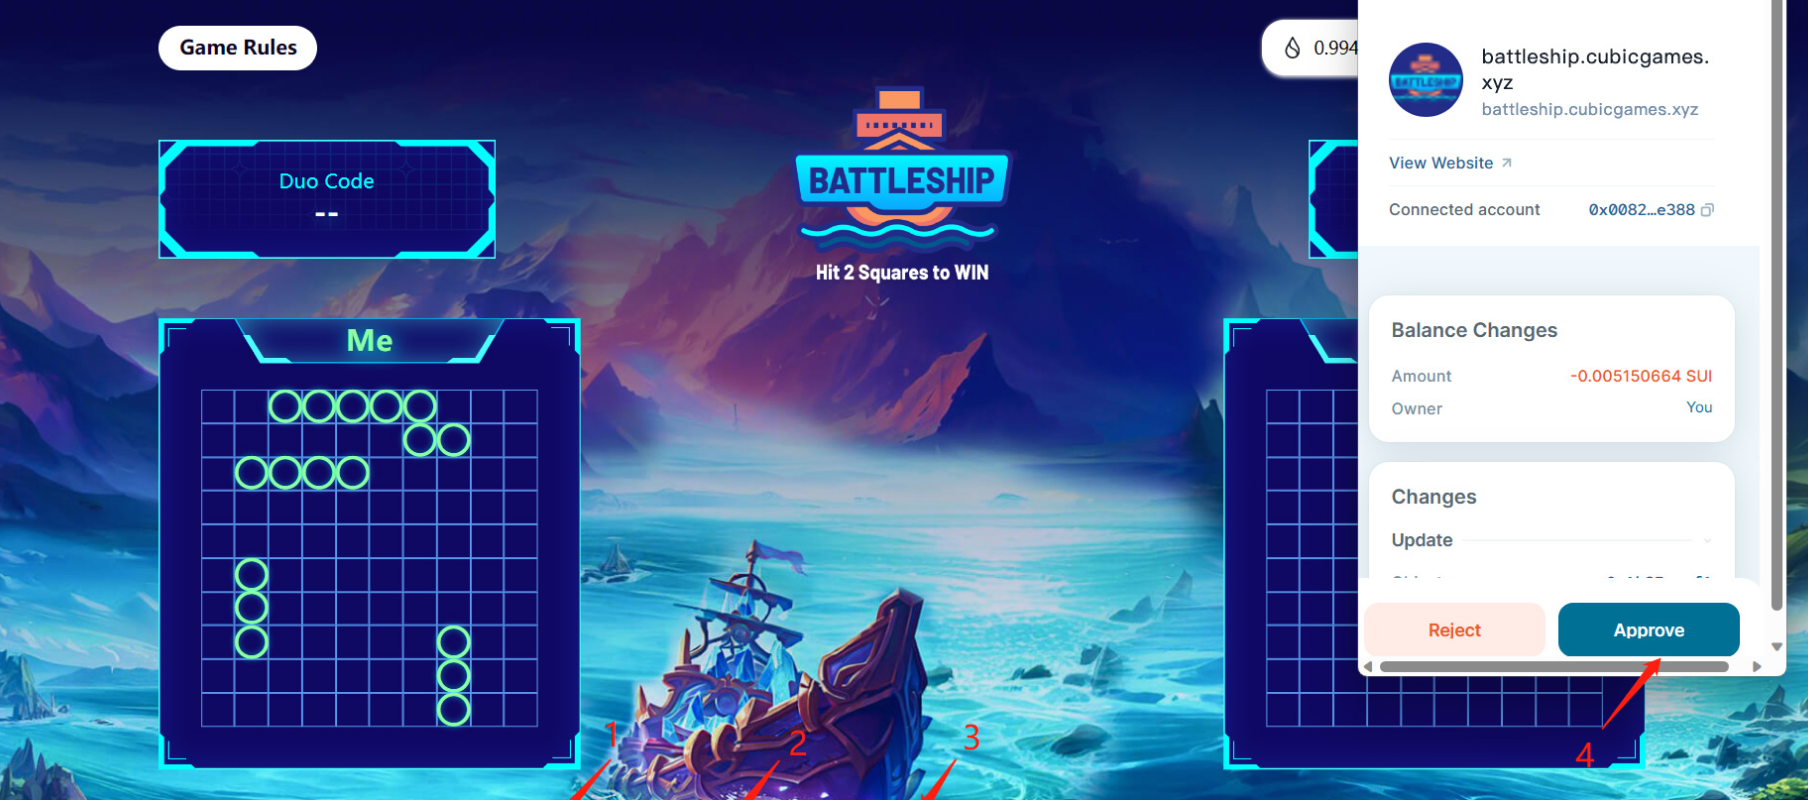 Game Rules
0.994
Duo Code
--
BATTLESHIP
Hit 2 Squares to WIN
Me
1
2
3
BATTLESHIP
battleship.cubicgames.
xyz
battleship.cubicgames.xyz
View Website
Connected account 0x0082...e388
Balance Changes
Amount -0.005150664 SUI
Owner You
Changes
Update
Reject Approve
4